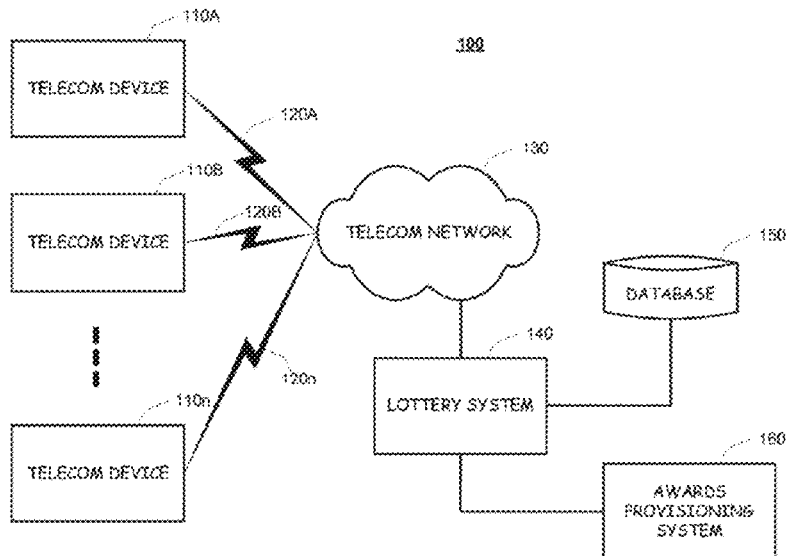 110A
100
TELECOM DEVICE
120A
130
110B
120B
TELECOM DEVICE
TELECOM NETWORK
150
DATABASE
140
120n
110n
LOTTERY SYSTEM
TELECOM DEVICE
160
AWARDS
PROVISIONING
SYSTEM